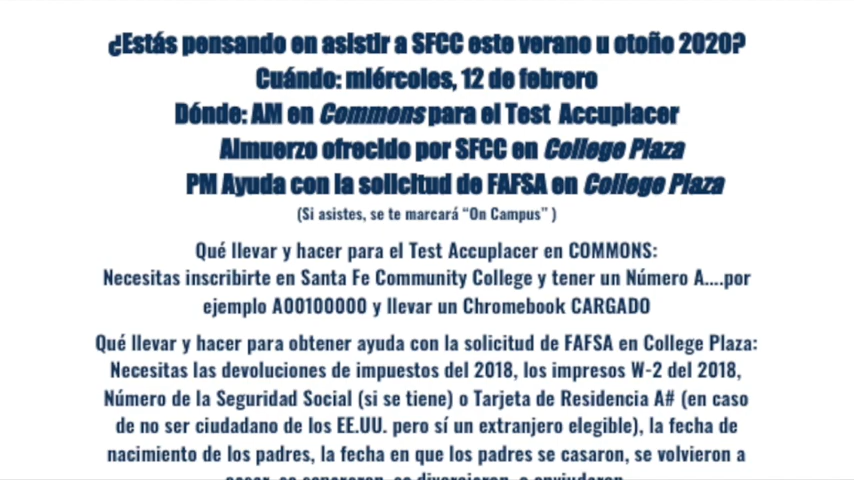 ¿Estás pensando en asistir a SFCC este verano u otoño 2020?
Cuándo: miércoles, 12 de febrero
Dónde: AM en Commons para el Test Accuplacer
Almuerzo ofrecido por SFCC en College Plaza
PM Ayuda con la solicitud de FAFSA en College Plaza
(Si asistes, se te marcará “On Campus” )
Qué llevar y hacer para el Test Accuplacer en COMMONS:
Necesitas inscribirte en Santa Fe Community College y tener un Número A....por
ejemplo A00100000 y llevar un Chromebook CARGADO
Qué llevar y hacer para obtener ayuda con la solicitud de FAFSA en College Plaza:
Necesitas las devoluciones de impuestos del 2018, los impresos W-2 del 2018,
Número de la Seguridad Social (si se tiene) o Tarjeta de Residencia A# (en caso
de no ser ciudadano de los EE.UU. pero sí un extranjero elegible), la fecha de
nacimiento de los padres, la fecha en que los padres se casaron, se volvieron a
casar, se separaron, se divorciaron, o enviudaron